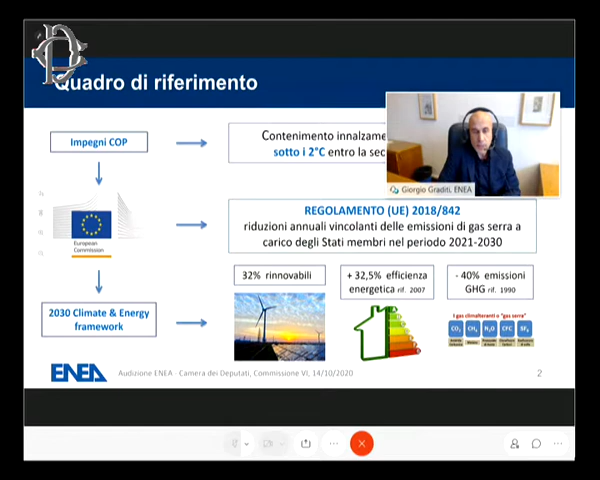 Quadro di riferimento
Impegni COP
Contenimento innalzame
sotto i 2°C entro la sec
Giorgio Graditi, ENEA
European
Commission
REGOLAMENTO (UE) 2018/842
riduzioni annuali vincolanti delle emissioni di gas serra a
carico degli Stati membri nel periodo 2021-2030
32% rinnovabili
+ 32,5% efficienza
energetica rif. 2007
- 40% emissioni
GHG rif. 1990
2030 Climate & Energy
framework
I gas climalteranti o "gas serra"
CO2 CH4 N2O CFC SF6
ENEA
Audizione ENEA - Camera dei Deputati, Commissione VI, 14/10/2020
2